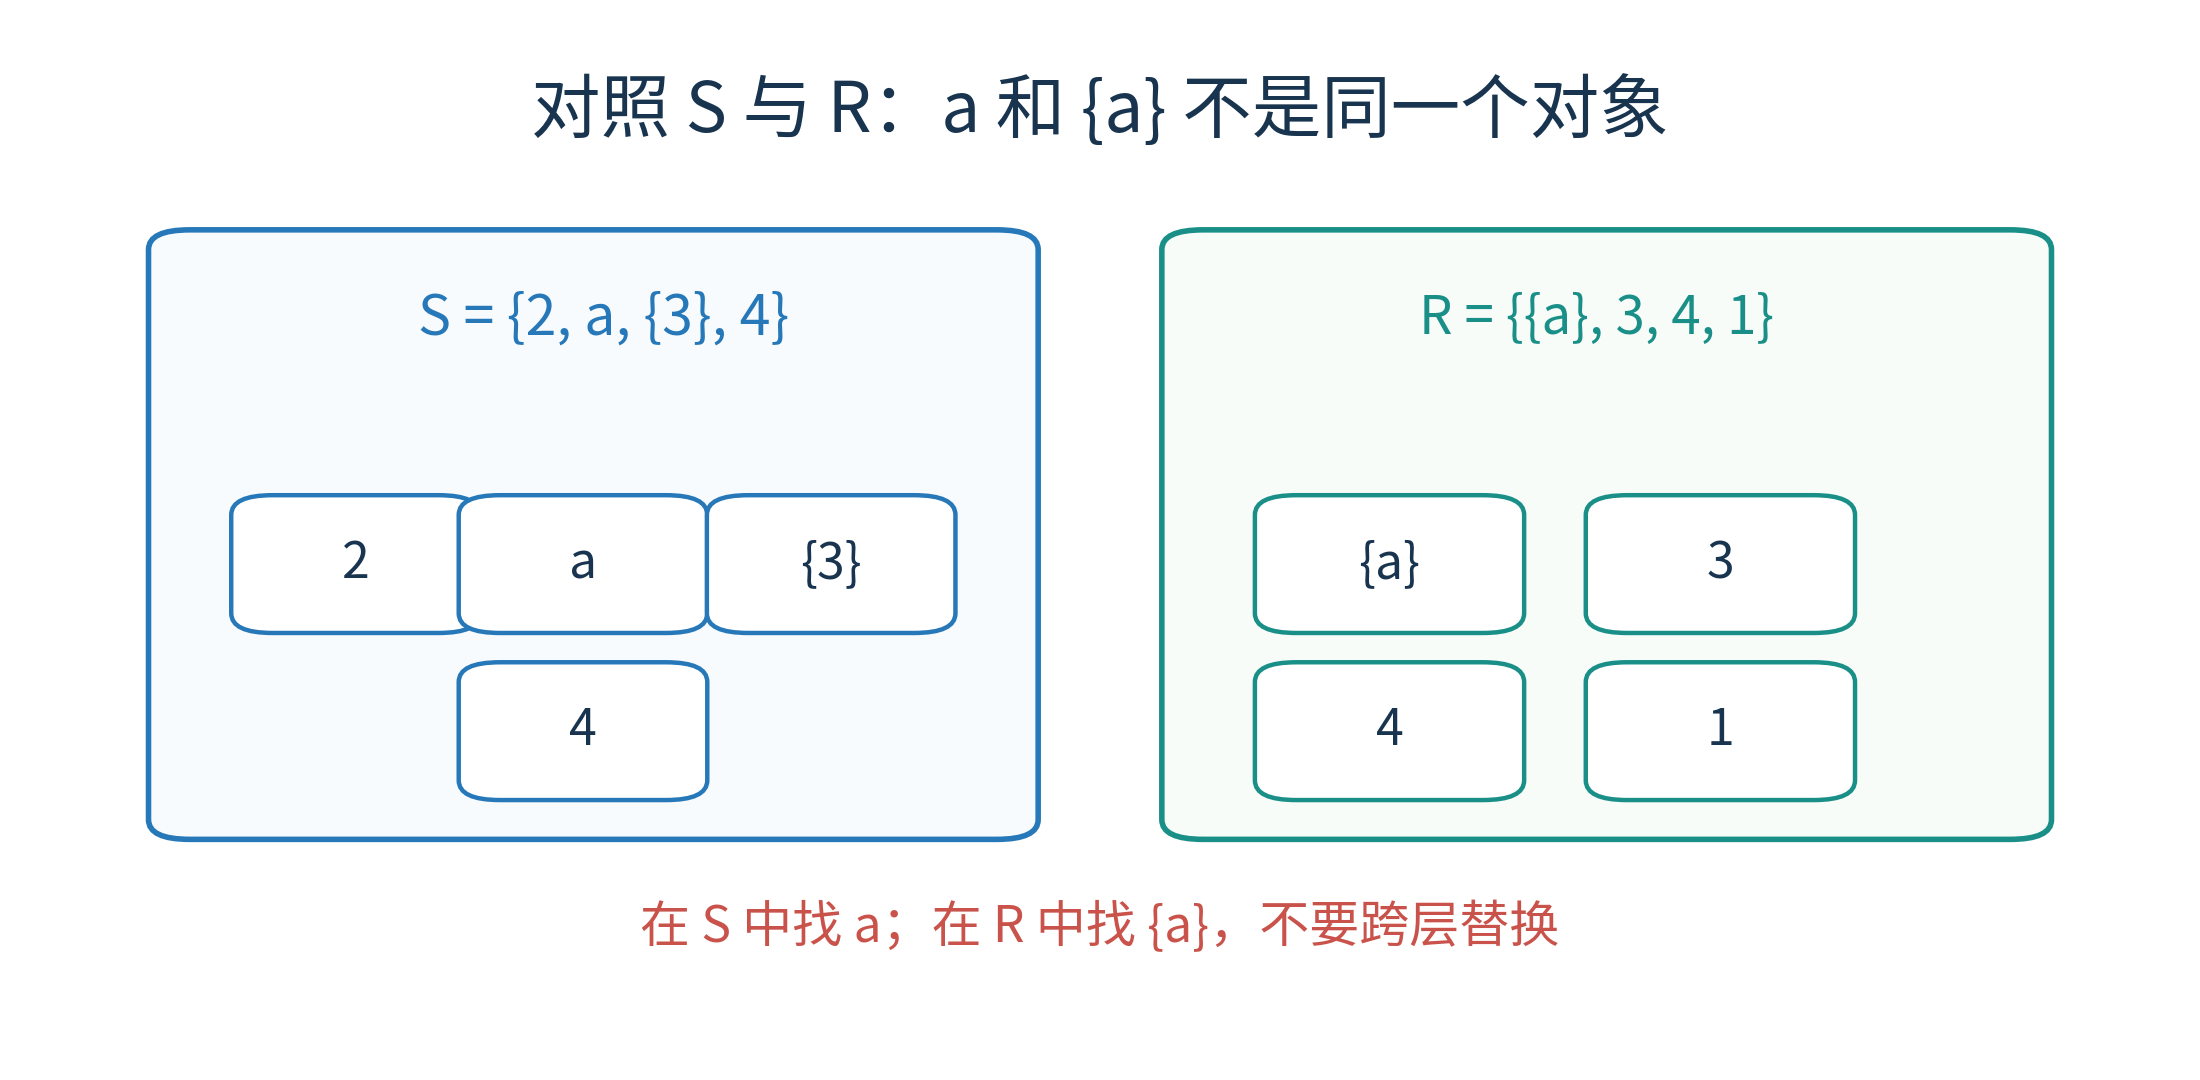 对照 S 与 R：a 和 {a} 不是同一个对象
S = {2, a, {3}, 4}
2
a
{3}
4
R = {{a}, 3, 4, 1}
{a}
3
4
1
在 S 中找 a；在 R 中找 {a}，不要跨层替换